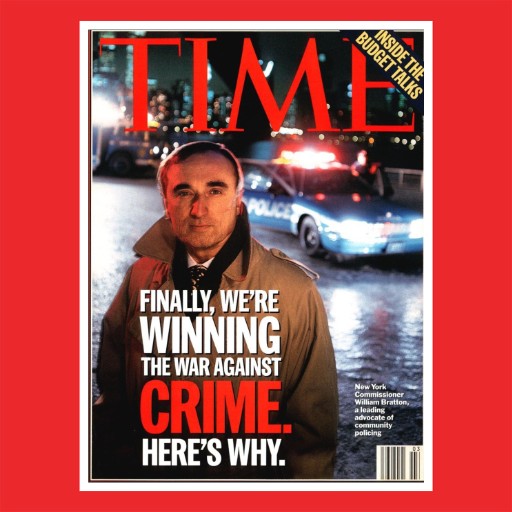 TIME
INSIDE THE
BUDGET TALKS
POLICE
FINALLY, WE'RE
WINNING
THE WAR AGAINST
CRIME.
HERE'S WHY.
New York
Commissioner
William Bratton,
a leading
advocate of
community
policing
03